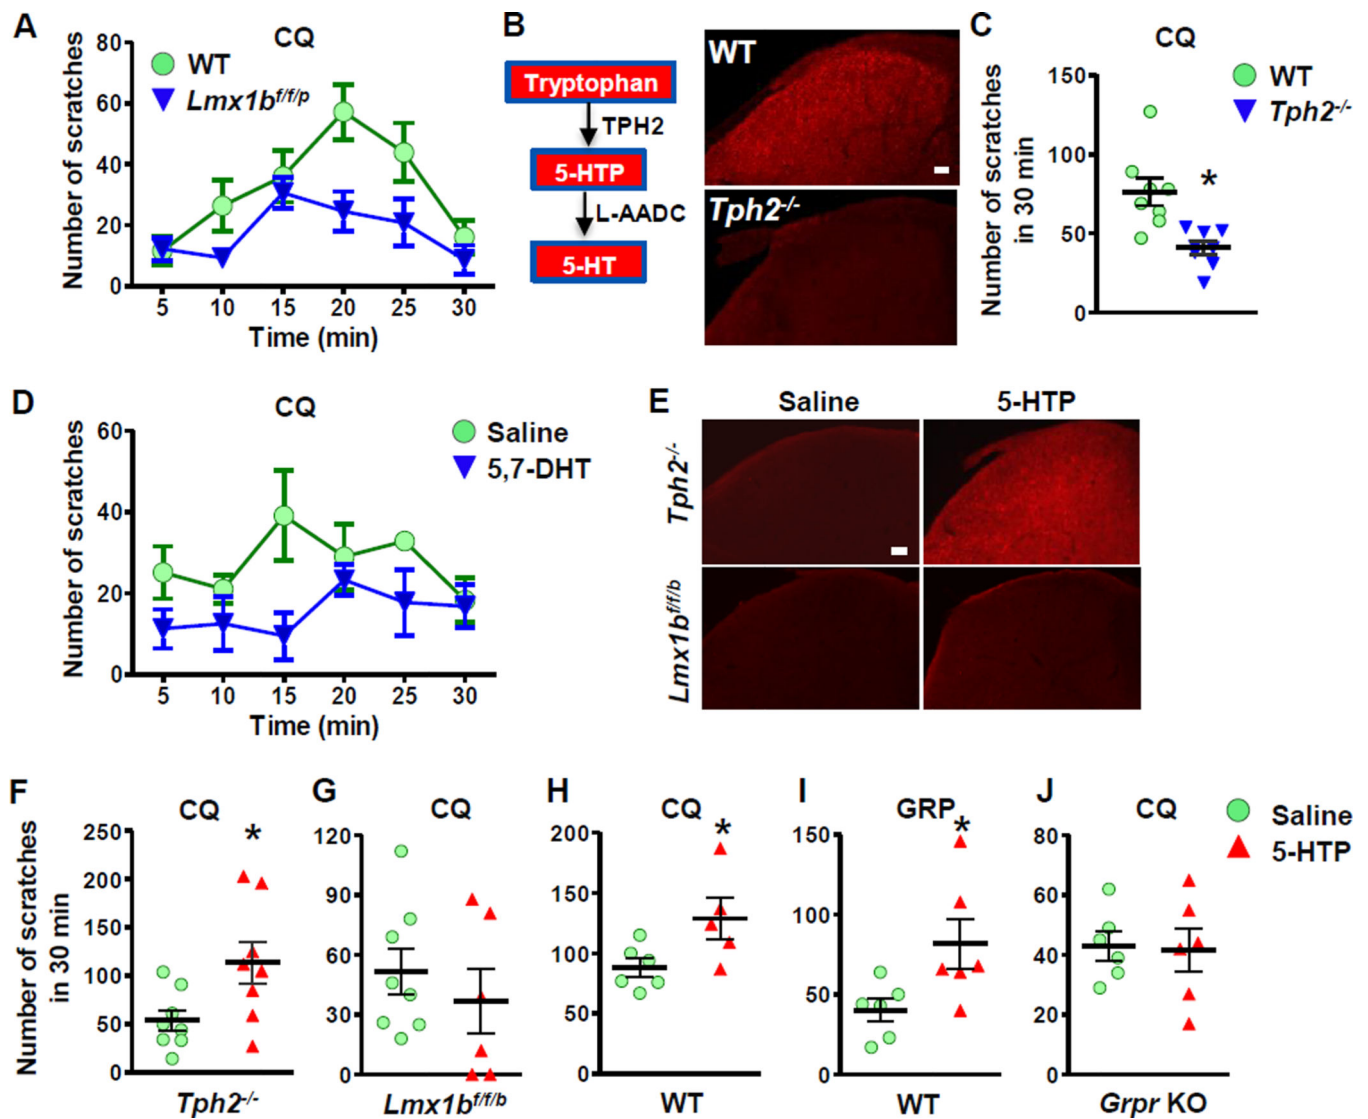 A
CQ
WT
Lmx1b^f/f/p
Number of scratches
80
60
40
20
0
5 10 15 20 25 30
Time (min)
B
Tryptophan
TPH2
5-HTP
L-AADC
5-HT
WT
Tph2-/-
C
CQ
WT
Tph2-/-
Number of scratches
in 30 min
150
100
50
0
*
D
CQ
Saline
5,7-DHT
Number of scratches
60
40
20
0
5 10 15 20 25 30
Time (min)
E
Saline 5-HTP
Tph2-/-
Lmx1b^f/f/b
F
CQ
Number of scratches
in 30 min
250
200
150
100
50
0
*
Tph2-/-
G
CQ
120
90
60
30
0
Lmx1b^f/f/b
H
CQ
200
150
100
50
0
*
WT
I
GRP
150
100
50
0
*
WT
J
CQ
80
60
40
20
0
Grpr KO
Saline
5-HTP